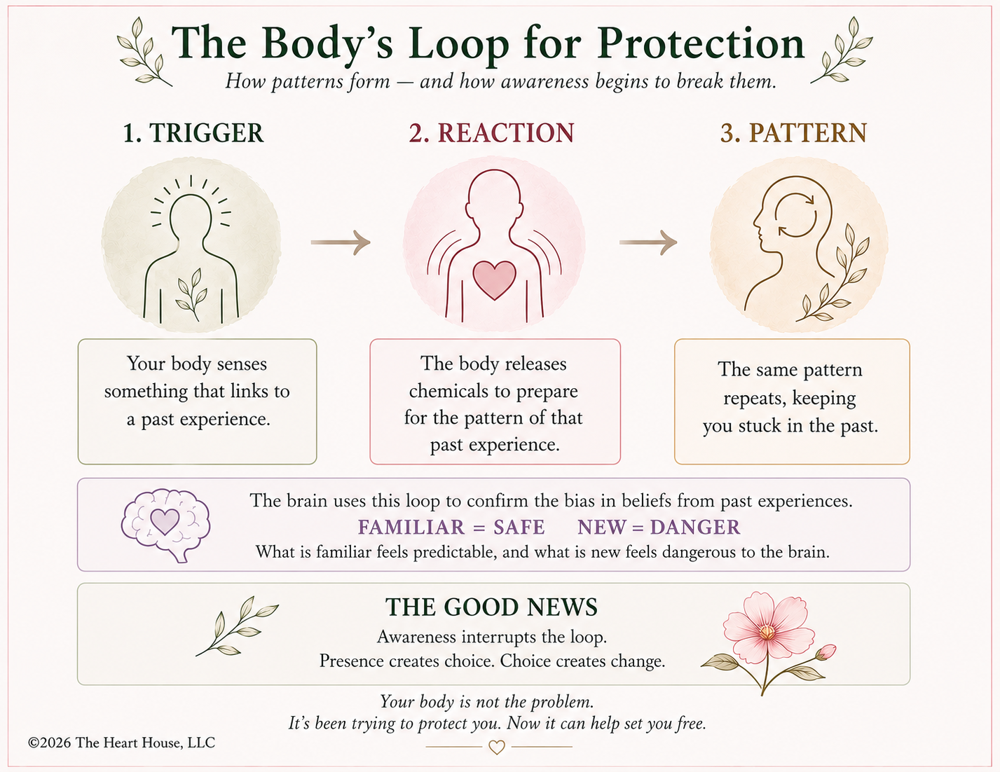 The Body's Loop for Protection
How patterns form — and how awareness begins to break them.
1. TRIGGER
2. REACTION
3. PATTERN
Your body senses
something that links to
a past experience.
The body releases
chemicals to prepare
for the pattern of that
past experience.
The same pattern
repeats, keeping
you stuck in the past.
The brain uses this loop to confirm the bias in beliefs from past experiences.
FAMILIAR = SAFE NEW = DANGER
What is familiar feels predictable, and what is new feels dangerous to the brain.
THE GOOD NEWS
Awareness interrupts the loop.
Presence creates choice. Choice creates change.
Your body is not the problem.
It's been trying to protect you. Now it can help set you free.
©2026 The Heart House, LLC